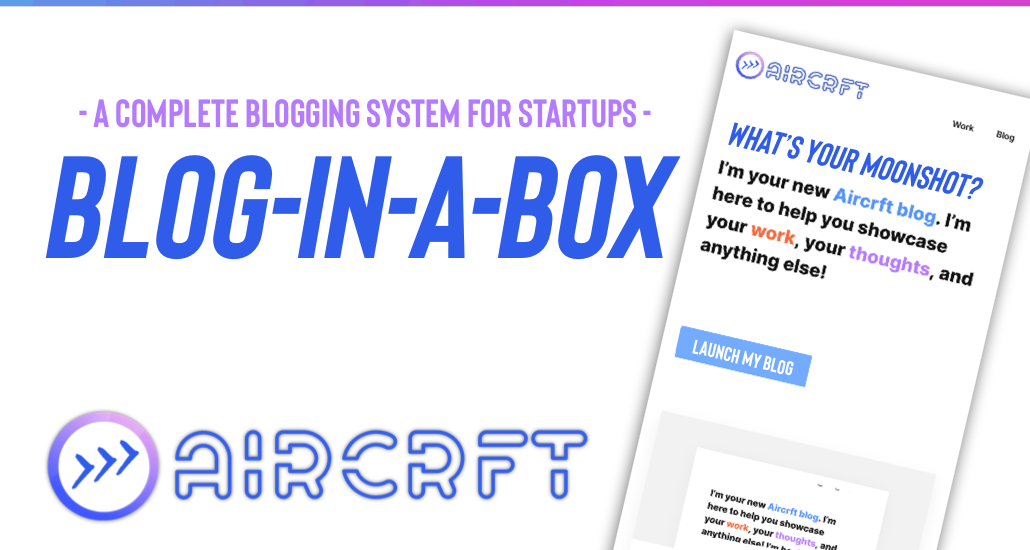 - A COMPLETE BLOGGING SYSTEM FOR STARTUPS -
BLOG-IN-A-BOX
AIRCRFT
AIRCRFT
Work Blog
WHAT'S YOUR MOONSHOT?
I'm your new Aircrft blog. I'm
here to help you showcase
your work, your thoughts, and
anything else!
LAUNCH MY BLOG
I'm your new Aircrft blog. I'm
here to help you showcase
your work, your thoughts, and
anything else! I'm